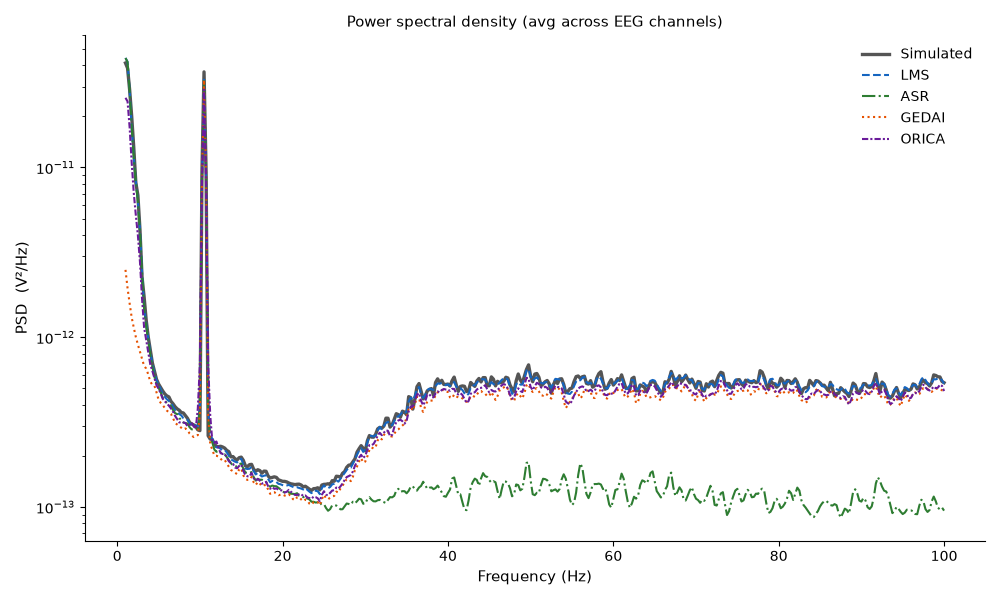 Power spectral density (avg across EEG channels)
Simulated
LMS
ASR
GEDAI
ORICA
10⁻¹¹
10⁻¹²
10⁻¹³
PSD (V²/Hz)
0 20 40 60 80 100
Frequency (Hz)